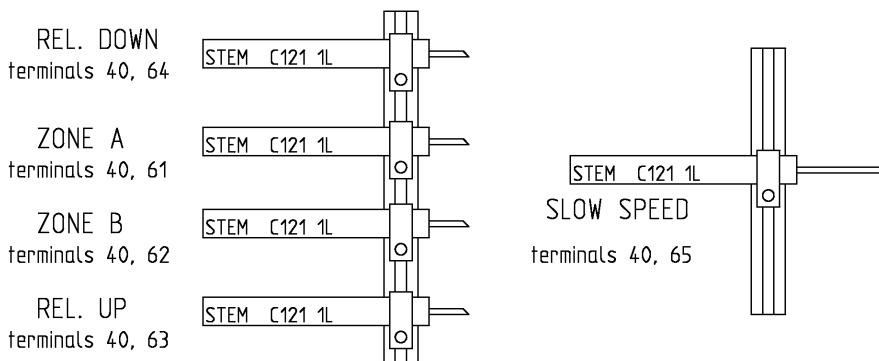 REL. DOWN
terminals 40, 64
STEM C121 1L
ZONE A
terminals 40, 61
STEM C121 1L
ZONE B
terminals 40, 62
STEM C121 1L
REL. UP
terminals 40, 63
STEM C121 1L
STEM C121 1L
SLOW SPEED
terminals 40, 65